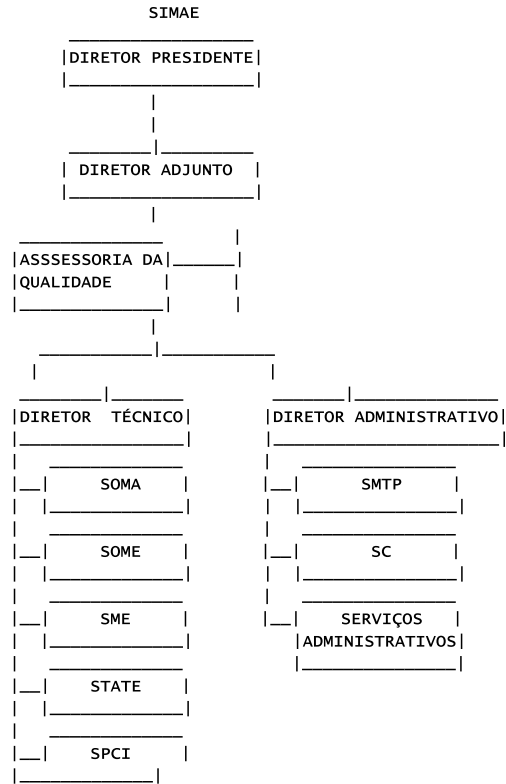 SIMAE
DIRETOR PRESIDENTE
DIRETOR ADJUNTO
ASSSESSORIA DA
QUALIDADE
DIRETOR TÉCNICO
DIRETOR ADMINISTRATIVO
SOMA
SMTP
SOME
SC
SME
SERVIÇOS
ADMINISTRATIVOS
STATE
SPCI